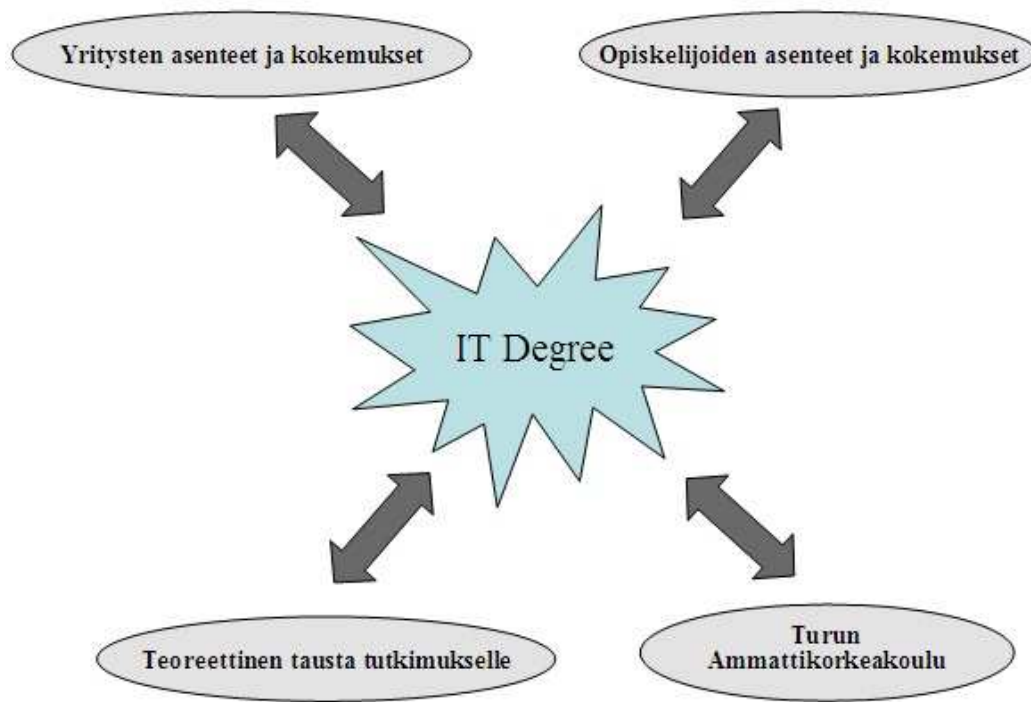 Yritysten asenteet ja kokemukset
Opiskelijoiden asenteet ja kokemukset
IT Degree
Teoreettinen tausta tutkimukselle
Turun
Ammattikorkeakoulu